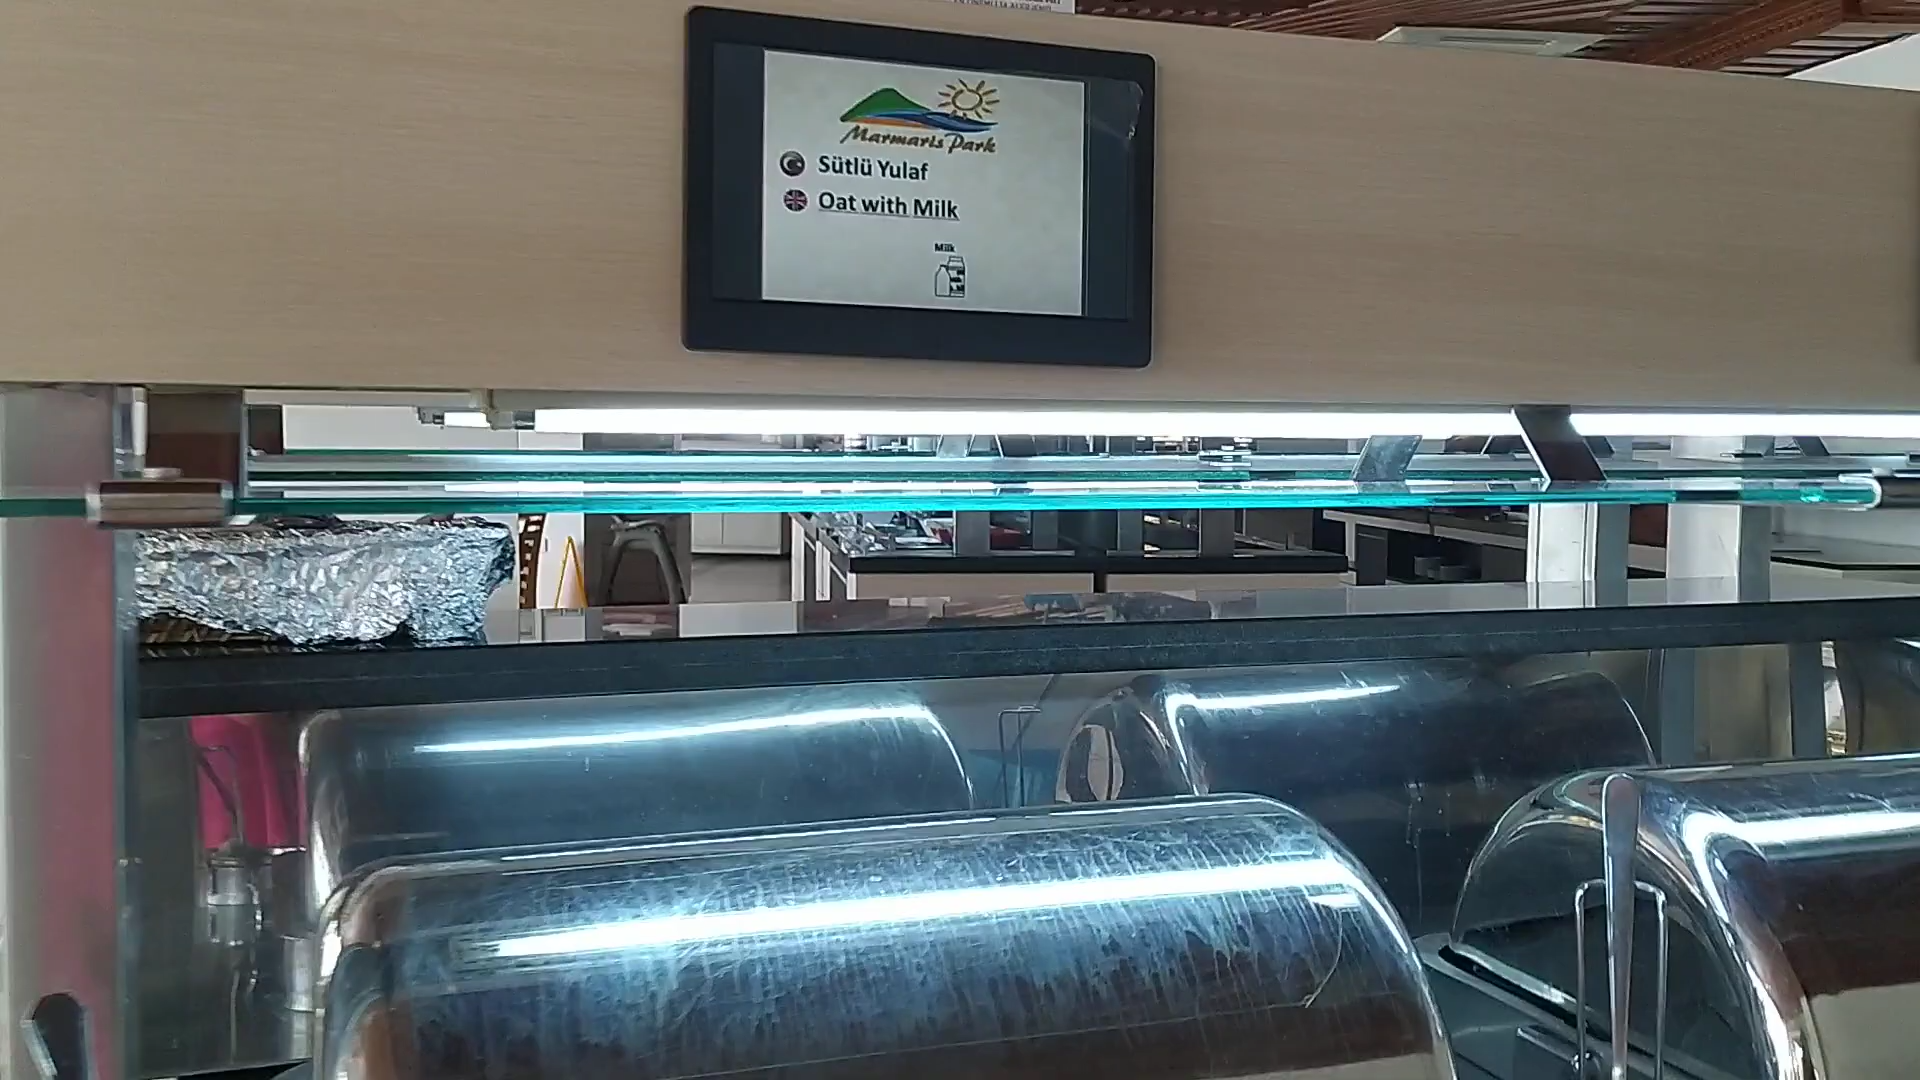 Marmaris Park
Sütlü Yulaf
Oat with Milk
Milk